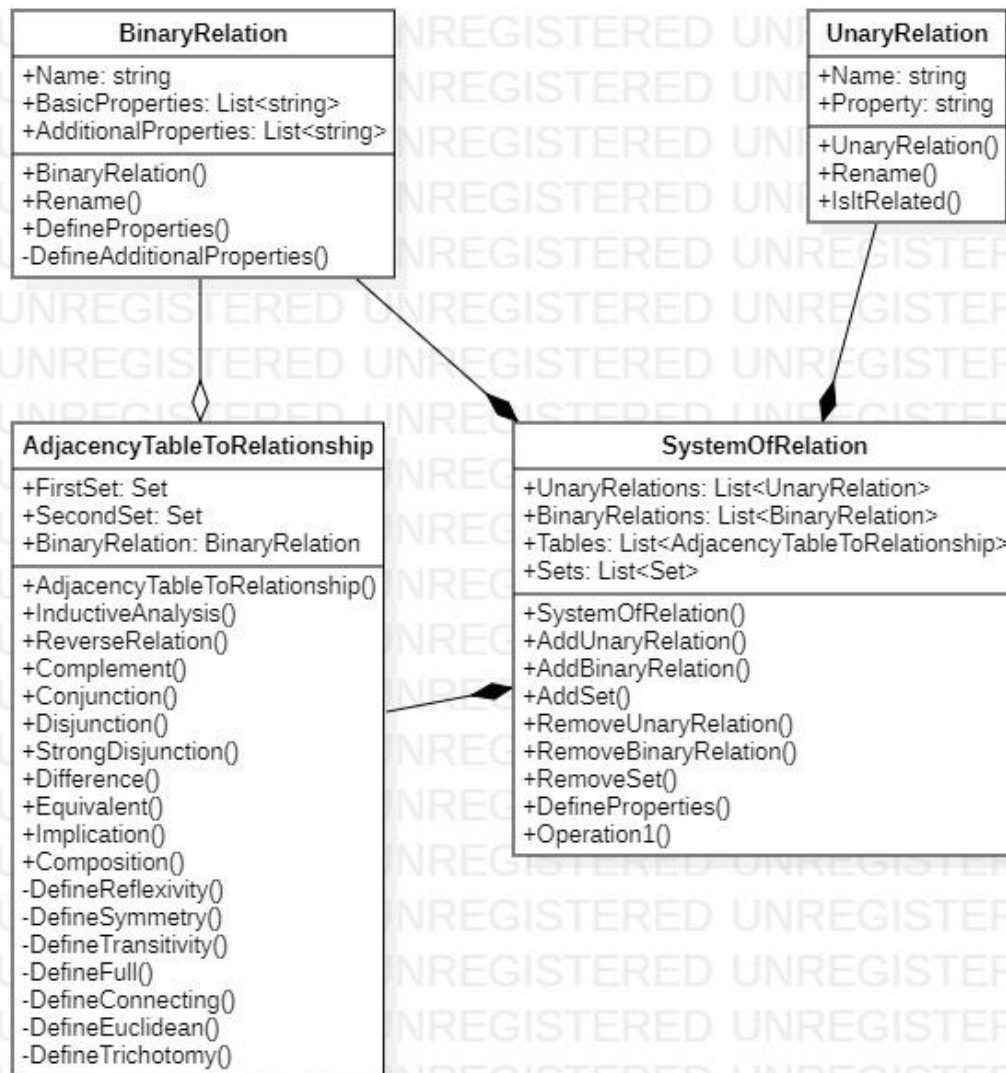 BinaryRelation
+Name: string
+BasicProperties: List<string>
+AdditionalProperties: List<string>
+BinaryRelation()
+Rename()
+DefineProperties()
-DefineAdditionalProperties()
UnaryRelation
+Name: string
+Property: string
+UnaryRelation()
+Rename()
+IsItRelated()
AdjacencyTableToRelationship
+FirstSet: Set
+SecondSet: Set
+BinaryRelation: BinaryRelation
+AdjacencyTableToRelationship()
+InductiveAnalysis()
+ReverseRelation()
+Complement()
+Conjunction()
+Disjunction()
+StrongDisjunction()
+Difference()
+Equivalent()
+Implication()
+Composition()
-DefineReflexivity()
-DefineSymmetry()
-DefineTransitivity()
-DefineFull()
-DefineConnecting()
-DefineEuclidean()
-DefineTrichotomy()
SystemOfRelation
+UnaryRelations: List<UnaryRelation>
+BinaryRelations: List<BinaryRelation>
+Tables: List<AdjacencyTableToRelationship>
+Sets: List<Set>
+SystemOfRelation()
+AddUnaryRelation()
+AddBinaryRelation()
+AddSet()
+RemoveUnaryRelation()
+RemoveBinaryRelation()
+RemoveSet()
+DefineProperties()
+Operation1()
UNREGISTERED UNREGISTERED